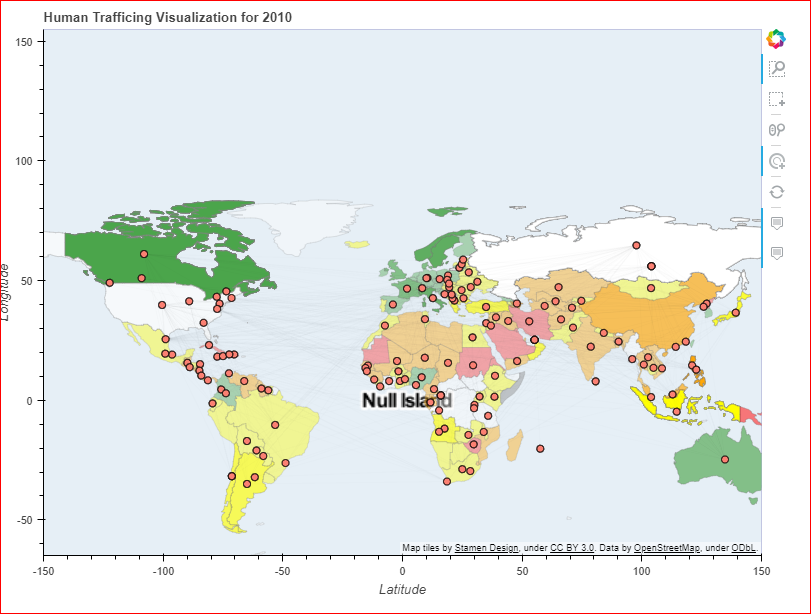 Human Trafficing Visualization for 2010
150
100
50
0
-50
Longitude
Null Island
Map tiles by Stamen Design, under CC BY 3.0. Data by OpenStreetMap, under ODbL.
-150 -100 -50 0 50 100 150
Latitude